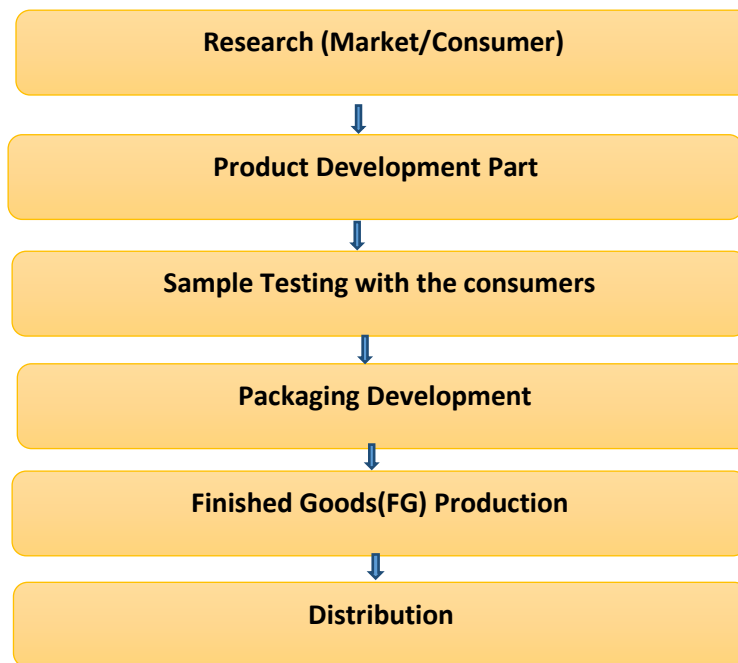 Research (Market/Consumer)
Product Development Part
Sample Testing with the consumers
Packaging Development
Finished Goods(FG) Production
Distribution